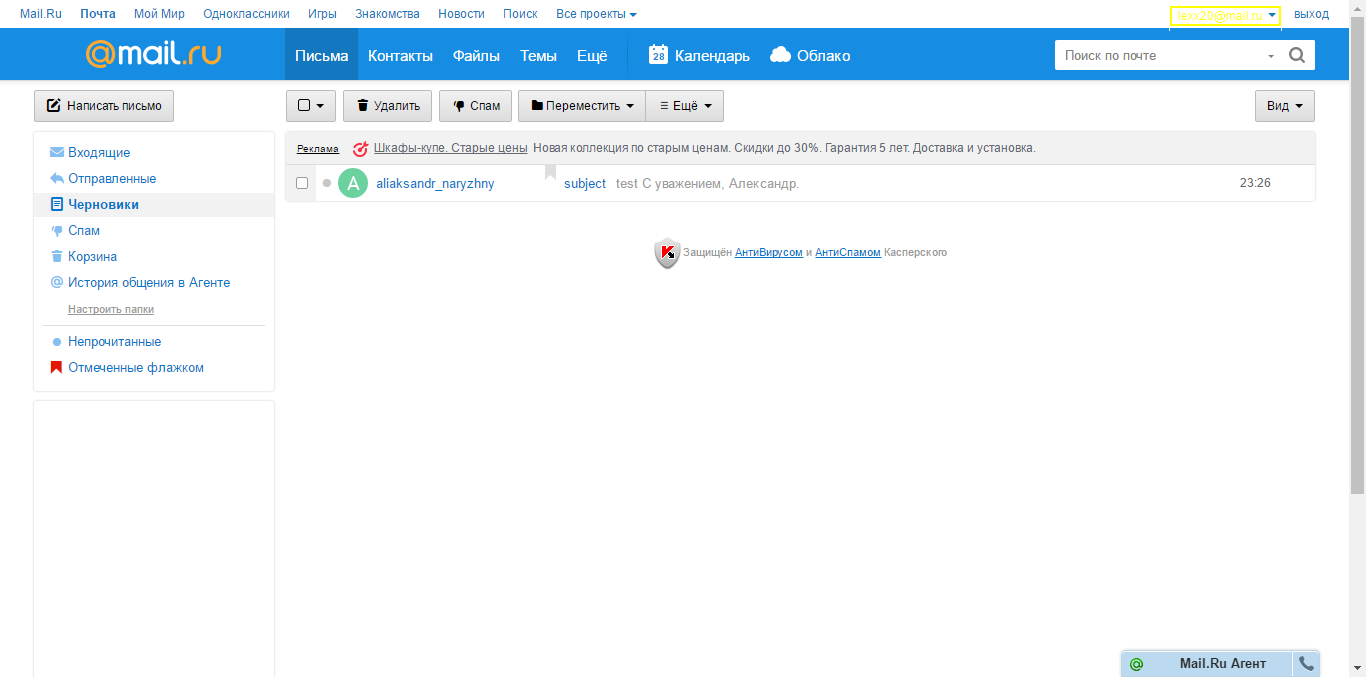 Mail.Ru Почта Мой Мир Одноклассники Игры Знакомства Новости Поиск Все проекты выход
@mail.ru Письма Контакты Файлы Темы Ещё 28 Календарь Облако Поиск по почте
Написать письмо Удалить Спам Переместить Ещё Вид
Реклама Шкафы-купе. Старые цены Новая коллекция по старым ценам. Скидки до 30%. Гарантия 5 лет. Доставка и установка.
A aliaksandr_naryzhny subject test С уважением, Александр. 23:26
Входящие
Отправленные
Черновики
Спам
Корзина
История общения в Агенте
Настроить папки
Непрочитанные
Отмеченные флажком
Защищён АнтиВирусом и АнтиСпамом Касперского
Mail.Ru Агент